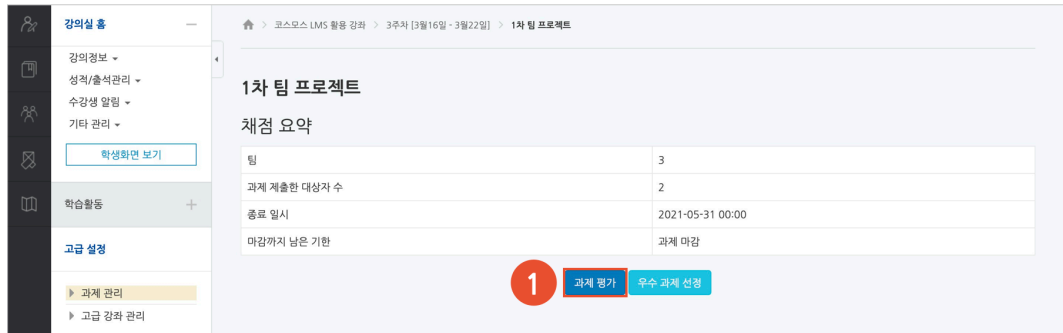 강의실 홈
코스모스 LMS 활용 강좌 > 3주차 [3월16일 - 3월22일] > 1차 팀 프로젝트
강의정보
성적/출석관리
수강생 알림
기타 관리
학생화면 보기
학습활동
고급 설정
과제 관리
고급 강좌 관리
1차 팀 프로젝트
채점 요약
팀 3
과제 제출한 대상자 수 2
종료 일시 2021-05-31 00:00
마감까지 남은 기한 과제 마감
1 과제 평가 우수 과제 선정